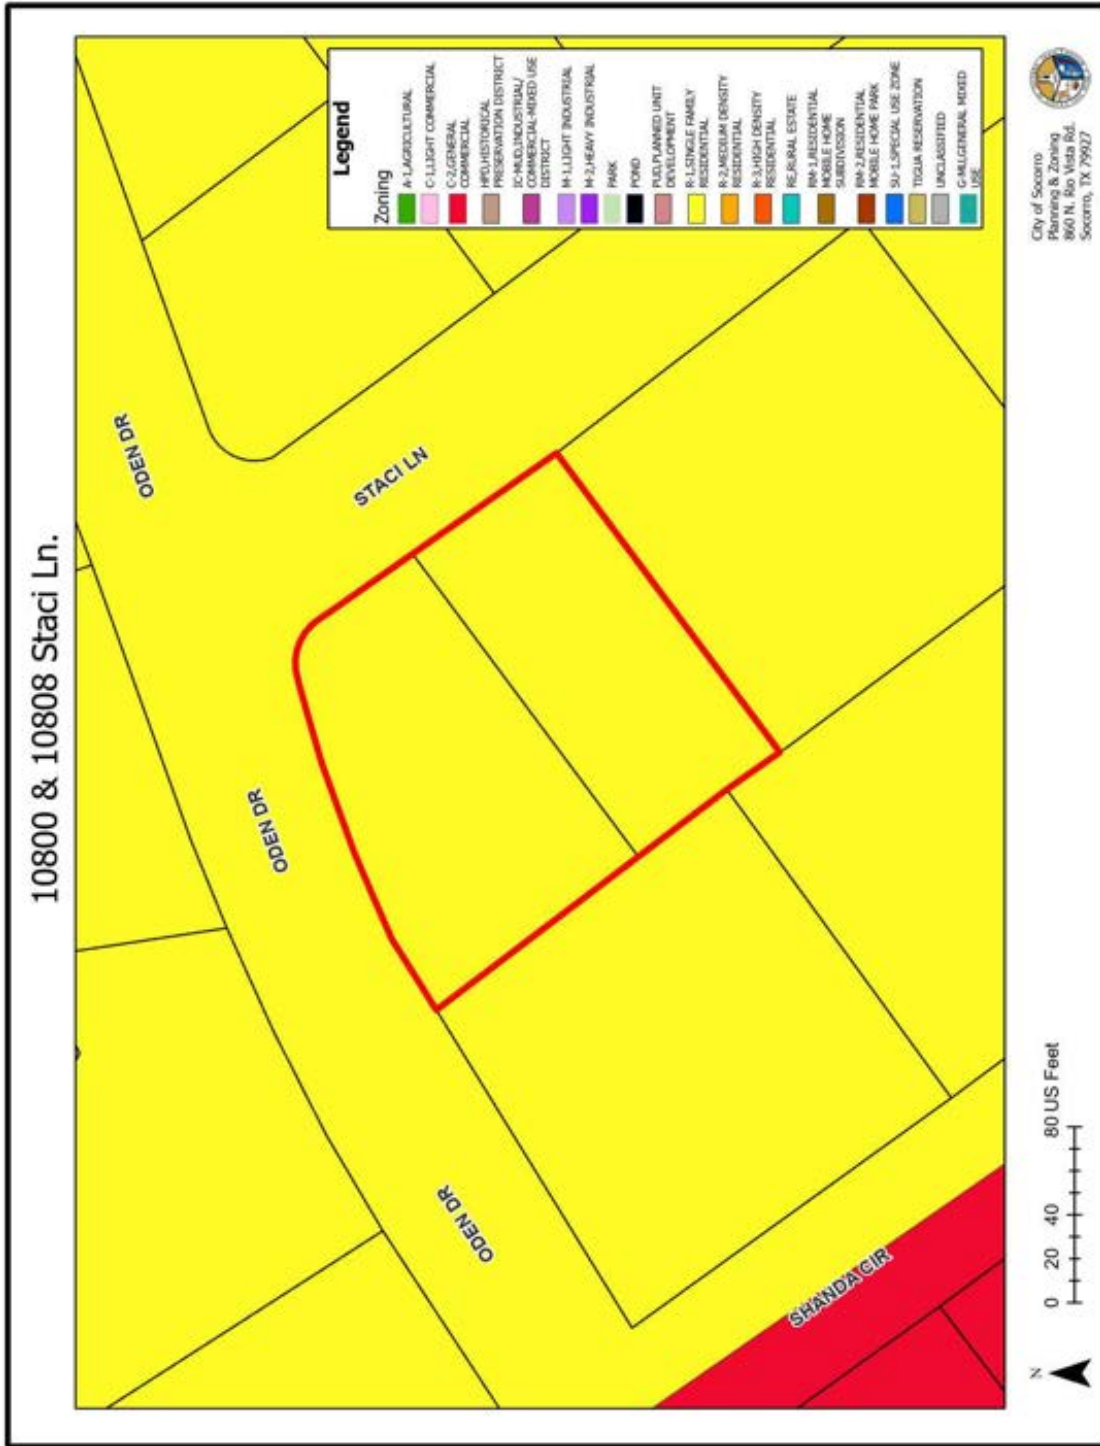 10800 & 10808 Staci Ln.
ODEN DR
ODEN DR
ODEN DR
STACI LN
SHANDA CIR
Legend
Zoning
A-1,AGRICULTURAL
C-1,LIGHT COMMERCIAL
C-2,GENERAL
COMMERCIAL
HPD,HISTORICAL
PRESERVATION DISTRICT
IC-MUD,INDUSTRIAL/
COMMERCIAL-MIXED USE
DISTRICT
M-1,LIGHT INDUSTRIAL
M-2,HEAVY INDUSTRIAL
PARK
POND
PUD,PLANNED UNIT
DEVELOPMENT
R-1,SINGLE FAMILY
RESIDENTIAL
R-2,MEDIUM DENSITY
RESIDENTIAL
R-3,HIGH DENSITY
RESIDENTIAL
RE,RURAL ESTATE
RM-1,RESIDENTIAL
MOBILE HOME
SUBDIVISION
RM-2,RESIDENTIAL
MOBILE HOME PARK
SU-1,SPECIAL USE ZONE
TIGUA RESERVATION
UNCLASSIFIED
G-MU,GENERAL MIXED
USE
N
0 20 40 80 US Feet
City of Socorro
Planning & Zoning
860 N. Rio Vista Rd.
Socorro, TX 79927